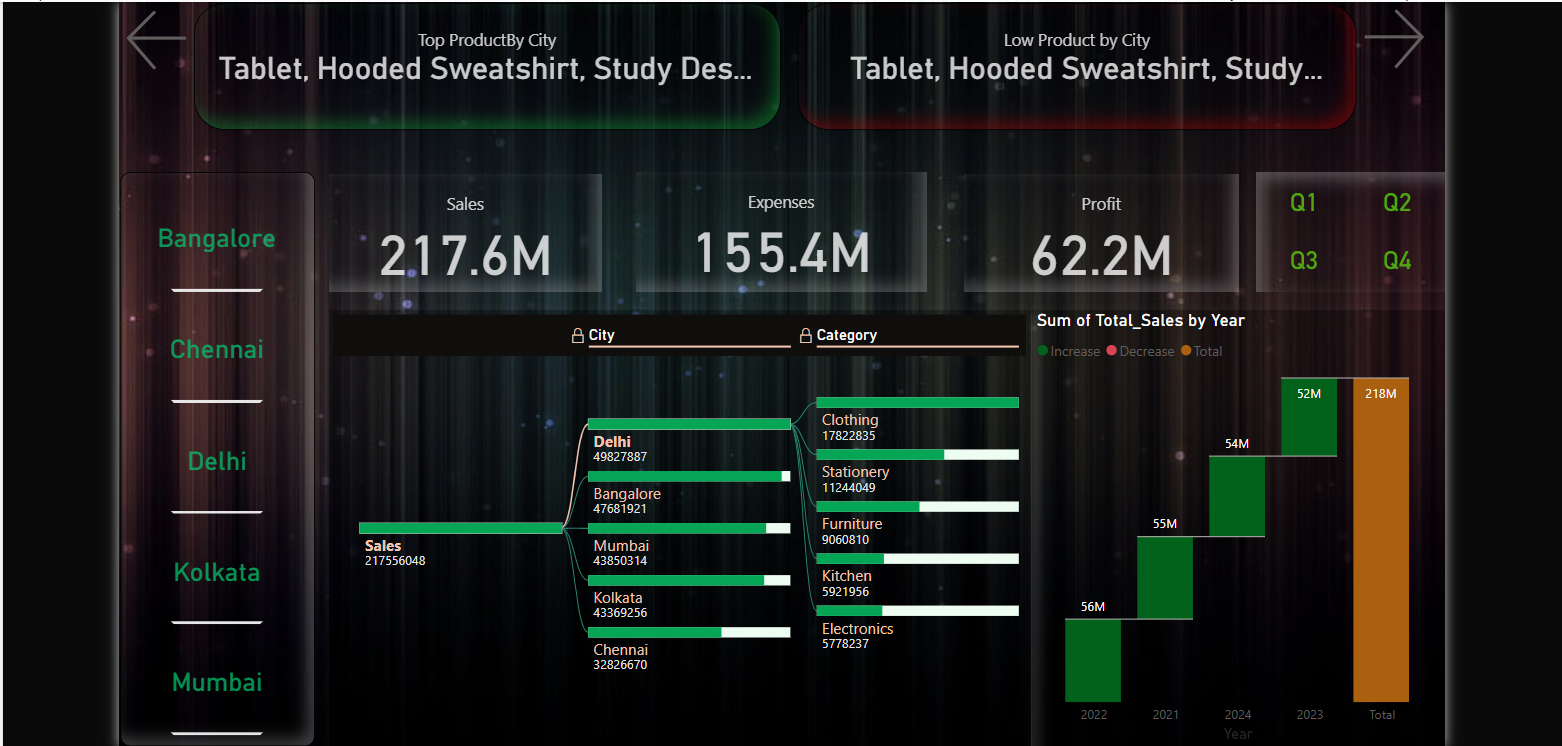 Top ProductBy City
Tablet, Hooded Sweatshirt, Study Des...
Low Product by City
Tablet, Hooded Sweatshirt, Study...
Bangalore
Chennai
Delhi
Kolkata
Mumbai
Sales
217.6M
Expenses
155.4M
Profit
62.2M
Q1 Q2
Q3 Q4
City
Category
Sales
217556048
Delhi
49827887
Bangalore
47681921
Mumbai
43850314
Kolkata
43369256
Chennai
32826670
Clothing
17822835
Stationery
11244049
Furniture
9060810
Kitchen
5921956
Electronics
5778237
Sum of Total_Sales by Year
Increase Decrease Total
56M
55M
54M
52M
218M
2022 2021 2024 2023 Total
Year